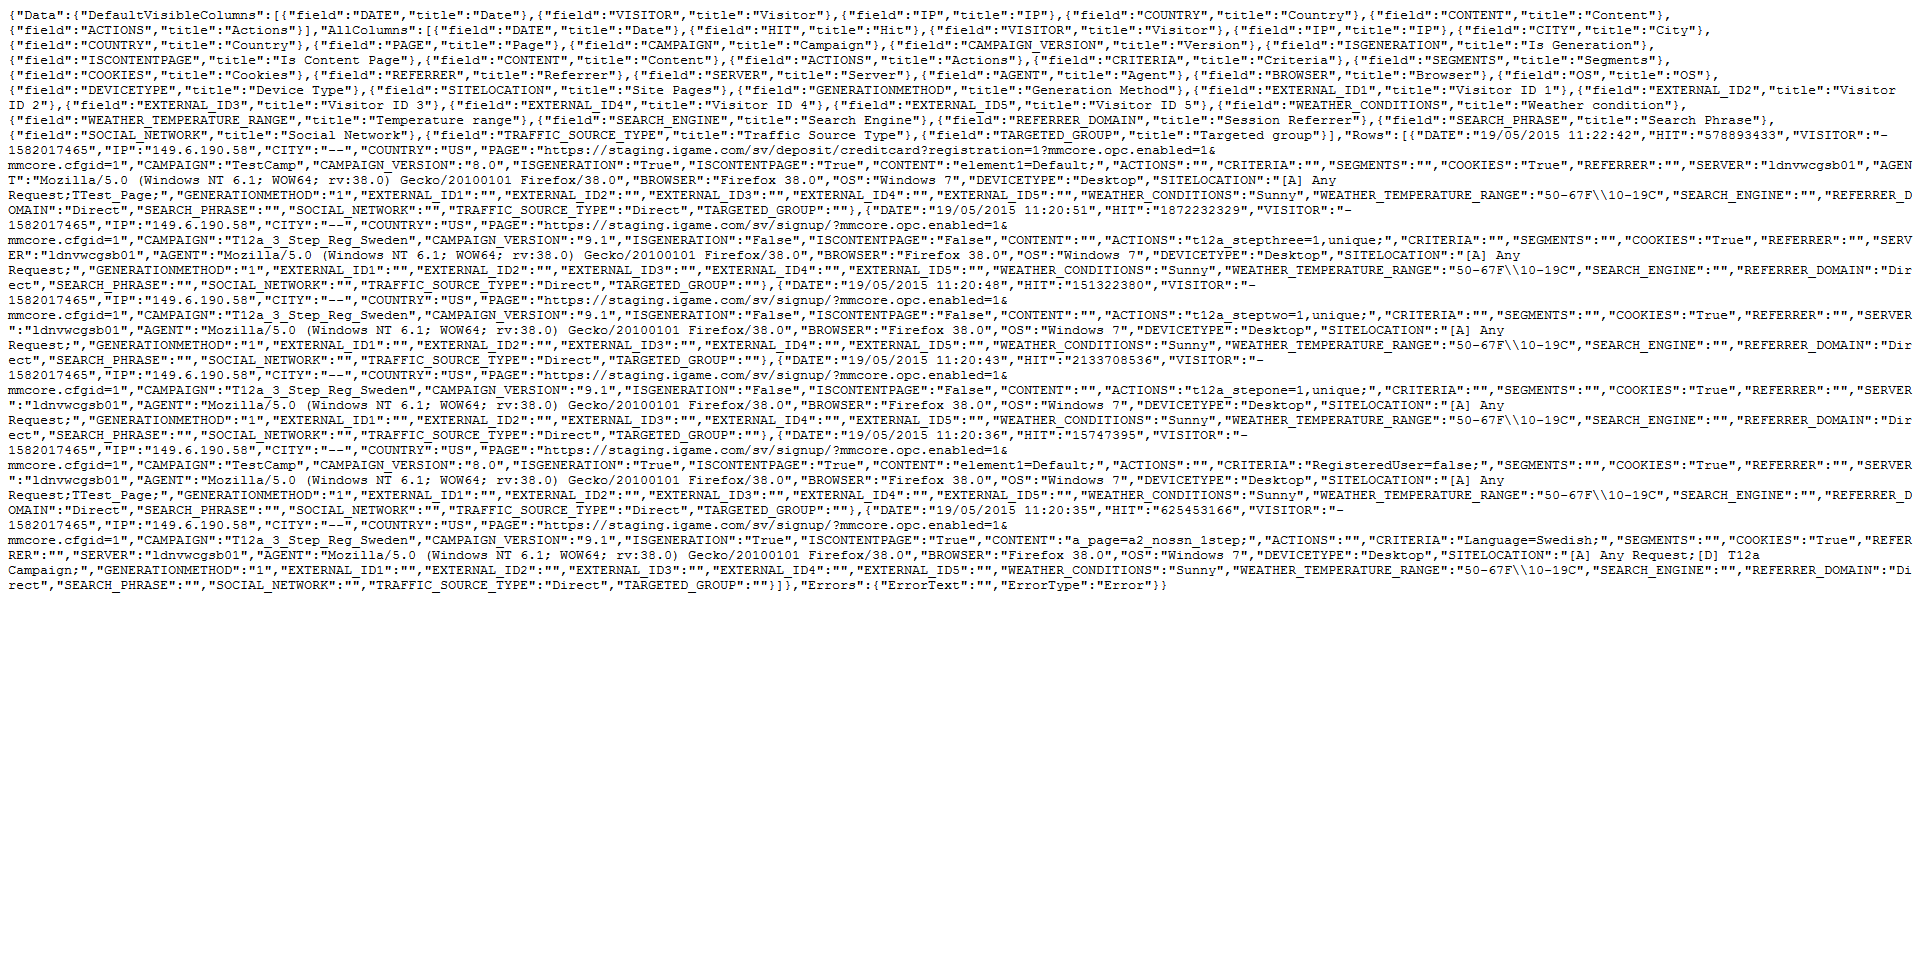 {"Data":{"DefaultVisibleColumns":[{"field":"DATE","title":"Date"},{"field":"VISITOR","title":"Visitor"},{"field":"IP","title":"IP"},{"field":"COUNTRY","title":"Country"},{"field":"CONTENT","title":"Content"},
{"field":"ACTIONS","title":"Actions"}],"AllColumns":[{"field":"DATE","title":"Date"},{"field":"HIT","title":"Hit"},{"field":"VISITOR","title":"Visitor"},{"field":"IP","title":"IP"},{"field":"CITY","title":"City"},
{"field":"COUNTRY","title":"Country"},{"field":"PAGE","title":"Page"},{"field":"CAMPAIGN","title":"Campaign"},{"field":"CAMPAIGN_VERSION","title":"Version"},{"field":"ISGENERATION","title":"Is Generation"},
{"field":"ISCONTENTPAGE","title":"Is Content Page"},{"field":"CONTENT","title":"Content"},{"field":"ACTIONS","title":"Actions"},{"field":"CRITERIA","title":"Criteria"},{"field":"SEGMENTS","title":"Segments"},
{"field":"COOKIES","title":"Cookies"},{"field":"REFERRER","title":"Referrer"},{"field":"SERVER","title":"Server"},{"field":"AGENT","title":"Agent"},{"field":"BROWSER","title":"Browser"},{"field":"OS","title":"OS"},
{"field":"DEVICETYPE","title":"Device Type"},{"field":"SITELOCATION","title":"Site Pages"},{"field":"GENERATIONMETHOD","title":"Generation Method"},{"field":"EXTERNAL_ID1","title":"Visitor ID 1"},{"field":"EXTERNAL_ID2","title":"Visitor
ID 2"},{"field":"EXTERNAL_ID3","title":"Visitor ID 3"},{"field":"EXTERNAL_ID4","title":"Visitor ID 4"},{"field":"EXTERNAL_ID5","title":"Visitor ID 5"},{"field":"WEATHER_CONDITIONS","title":"Weather condition"},
{"field":"WEATHER_TEMPERATURE_RANGE","title":"Temperature range"},{"field":"SEARCH_ENGINE","title":"Search Engine"},{"field":"REFERRER_DOMAIN","title":"Session Referrer"},{"field":"SEARCH_PHRASE","title":"Search Phrase"},
{"field":"SOCIAL_NETWORK","title":"Social Network"},{"field":"TRAFFIC_SOURCE_TYPE","title":"Traffic Source Type"},{"field":"TARGETED_GROUP","title":"Targeted group"}],"Rows":[{"DATE":"19/05/2015 11:22:42","HIT":"578893433","VISITOR":"-
1582017465","IP":"149.6.190.58","CITY":"--","COUNTRY":"US","PAGE":"https://staging.igame.com/sv/deposit/creditcard?registration=1?mmcore.opc.enabled=1&
mmcore.cfgid=1","CAMPAIGN":"TestCamp","CAMPAIGN_VERSION":"8.0","ISGENERATION":"True","ISCONTENTPAGE":"True","CONTENT":"element1=Default;","ACTIONS":"","CRITERIA":"","SEGMENTS":"","COOKIES":"True","REFERRER":"","SERVER":"ldnvwcgsb01","AGEN
T":"Mozilla/5.0 (Windows NT 6.1; WOW64; rv:38.0) Gecko/20100101 Firefox/38.0","BROWSER":"Firefox 38.0","OS":"Windows 7","DEVICETYPE":"Desktop","SITELOCATION":"[A] Any
Request;TTest_Page;","GENERATIONMETHOD":"1","EXTERNAL_ID1":"","EXTERNAL_ID2":"","EXTERNAL_ID3":"","EXTERNAL_ID4":"","EXTERNAL_ID5":"","WEATHER_CONDITIONS":"Sunny","WEATHER_TEMPERATURE_RANGE":"50-67F\\10-19C","SEARCH_ENGINE":"","REFERRER_D
OMAIN":"Direct","SEARCH_PHRASE":"","SOCIAL_NETWORK":"","TRAFFIC_SOURCE_TYPE":"Direct","TARGETED_GROUP":""},{"DATE":"19/05/2015 11:20:51","HIT":"1872232329","VISITOR":"-
1582017465","IP":"149.6.190.58","CITY":"--","COUNTRY":"US","PAGE":"https://staging.igame.com/sv/signup/?mmcore.opc.enabled=1&
mmcore.cfgid=1","CAMPAIGN":"T12a_3_Step_Reg_Sweden","CAMPAIGN_VERSION":"9.1","ISGENERATION":"False","ISCONTENTPAGE":"False","CONTENT":"","ACTIONS":"t12a_stepthree=1,unique;","CRITERIA":"","SEGMENTS":"","COOKIES":"True","REFERRER":"","SERV
ER":"ldnvwcgsb01","AGENT":"Mozilla/5.0 (Windows NT 6.1; WOW64; rv:38.0) Gecko/20100101 Firefox/38.0","BROWSER":"Firefox 38.0","OS":"Windows 7","DEVICETYPE":"Desktop","SITELOCATION":"[A] Any
Request;","GENERATIONMETHOD":"1","EXTERNAL_ID1":"","EXTERNAL_ID2":"","EXTERNAL_ID3":"","EXTERNAL_ID4":"","EXTERNAL_ID5":"","WEATHER_CONDITIONS":"Sunny","WEATHER_TEMPERATURE_RANGE":"50-67F\\10-19C","SEARCH_ENGINE":"","REFERRER_DOMAIN":"Dir
ect","SEARCH_PHRASE":"","SOCIAL_NETWORK":"","TRAFFIC_SOURCE_TYPE":"Direct","TARGETED_GROUP":""},{"DATE":"19/05/2015 11:20:48","HIT":"151322380","VISITOR":"-
1582017465","IP":"149.6.190.58","CITY":"--","COUNTRY":"US","PAGE":"https://staging.igame.com/sv/signup/?mmcore.opc.enabled=1&
mmcore.cfgid=1","CAMPAIGN":"T12a_3_Step_Reg_Sweden","CAMPAIGN_VERSION":"9.1","ISGENERATION":"False","ISCONTENTPAGE":"False","CONTENT":"","ACTIONS":"t12a_steptwo=1,unique;","CRITERIA":"","SEGMENTS":"","COOKIES":"True","REFERRER":"","SERVER
":"ldnvwcgsb01","AGENT":"Mozilla/5.0 (Windows NT 6.1; WOW64; rv:38.0) Gecko/20100101 Firefox/38.0","BROWSER":"Firefox 38.0","OS":"Windows 7","DEVICETYPE":"Desktop","SITELOCATION":"[A] Any
Request;","GENERATIONMETHOD":"1","EXTERNAL_ID1":"","EXTERNAL_ID2":"","EXTERNAL_ID3":"","EXTERNAL_ID4":"","EXTERNAL_ID5":"","WEATHER_CONDITIONS":"Sunny","WEATHER_TEMPERATURE_RANGE":"50-67F\\10-19C","SEARCH_ENGINE":"","REFERRER_DOMAIN":"Dir
ect","SEARCH_PHRASE":"","SOCIAL_NETWORK":"","TRAFFIC_SOURCE_TYPE":"Direct","TARGETED_GROUP":""},{"DATE":"19/05/2015 11:20:43","HIT":"2133708536","VISITOR":"-
1582017465","IP":"149.6.190.58","CITY":"--","COUNTRY":"US","PAGE":"https://staging.igame.com/sv/signup/?mmcore.opc.enabled=1&
mmcore.cfgid=1","CAMPAIGN":"T12a_3_Step_Reg_Sweden","CAMPAIGN_VERSION":"9.1","ISGENERATION":"False","ISCONTENTPAGE":"False","CONTENT":"","ACTIONS":"t12a_stepone=1,unique;","CRITERIA":"","SEGMENTS":"","COOKIES":"True","REFERRER":"","SERVER
":"ldnvwcgsb01","AGENT":"Mozilla/5.0 (Windows NT 6.1; WOW64; rv:38.0) Gecko/20100101 Firefox/38.0","BROWSER":"Firefox 38.0","OS":"Windows 7","DEVICETYPE":"Desktop","SITELOCATION":"[A] Any
Request;","GENERATIONMETHOD":"1","EXTERNAL_ID1":"","EXTERNAL_ID2":"","EXTERNAL_ID3":"","EXTERNAL_ID4":"","EXTERNAL_ID5":"","WEATHER_CONDITIONS":"Sunny","WEATHER_TEMPERATURE_RANGE":"50-67F\\10-19C","SEARCH_ENGINE":"","REFERRER_DOMAIN":"Dir
ect","SEARCH_PHRASE":"","SOCIAL_NETWORK":"","TRAFFIC_SOURCE_TYPE":"Direct","TARGETED_GROUP":""},{"DATE":"19/05/2015 11:20:36","HIT":"15747395","VISITOR":"-
1582017465","IP":"149.6.190.58","CITY":"--","COUNTRY":"US","PAGE":"https://staging.igame.com/sv/signup/?mmcore.opc.enabled=1&
mmcore.cfgid=1","CAMPAIGN":"TestCamp","CAMPAIGN_VERSION":"8.0","ISGENERATION":"True","ISCONTENTPAGE":"True","CONTENT":"element1=Default;","ACTIONS":"","CRITERIA":"RegisteredUser=false;","SEGMENTS":"","COOKIES":"True","REFERRER":"","SERVER
":"ldnvwcgsb01","AGENT":"Mozilla/5.0 (Windows NT 6.1; WOW64; rv:38.0) Gecko/20100101 Firefox/38.0","BROWSER":"Firefox 38.0","OS":"Windows 7","DEVICETYPE":"Desktop","SITELOCATION":"[A] Any
Request;TTest_Page;","GENERATIONMETHOD":"1","EXTERNAL_ID1":"","EXTERNAL_ID2":"","EXTERNAL_ID3":"","EXTERNAL_ID4":"","EXTERNAL_ID5":"","WEATHER_CONDITIONS":"Sunny","WEATHER_TEMPERATURE_RANGE":"50-67F\\10-19C","SEARCH_ENGINE":"","REFERRER_D
OMAIN":"Direct","SEARCH_PHRASE":"","SOCIAL_NETWORK":"","TRAFFIC_SOURCE_TYPE":"Direct","TARGETED_GROUP":""},{"DATE":"19/05/2015 11:20:35","HIT":"625453166","VISITOR":"-
1582017465","IP":"149.6.190.58","CITY":"--","COUNTRY":"US","PAGE":"https://staging.igame.com/sv/signup/?mmcore.opc.enabled=1&
mmcore.cfgid=1","CAMPAIGN":"T12a_3_Step_Reg_Sweden","CAMPAIGN_VERSION":"9.1","ISGENERATION":"True","ISCONTENTPAGE":"True","CONTENT":"a_page=a2_nossn_1step;","ACTIONS":"","CRITERIA":"Language=Swedish;","SEGMENTS":"","COOKIES":"True","REFER
RER":"","SERVER":"ldnvwcgsb01","AGENT":"Mozilla/5.0 (Windows NT 6.1; WOW64; rv:38.0) Gecko/20100101 Firefox/38.0","BROWSER":"Firefox 38.0","OS":"Windows 7","DEVICETYPE":"Desktop","SITELOCATION":"[A] Any Request;[D] T12a
Campaign;","GENERATIONMETHOD":"1","EXTERNAL_ID1":"","EXTERNAL_ID2":"","EXTERNAL_ID3":"","EXTERNAL_ID4":"","EXTERNAL_ID5":"","WEATHER_CONDITIONS":"Sunny","WEATHER_TEMPERATURE_RANGE":"50-67F\\10-19C","SEARCH_ENGINE":"","REFERRER_DOMAIN":"Di
rect","SEARCH_PHRASE":"","SOCIAL_NETWORK":"","TRAFFIC_SOURCE_TYPE":"Direct","TARGETED_GROUP":""}]},"Errors":{"ErrorText":"","ErrorType":"Error"}}